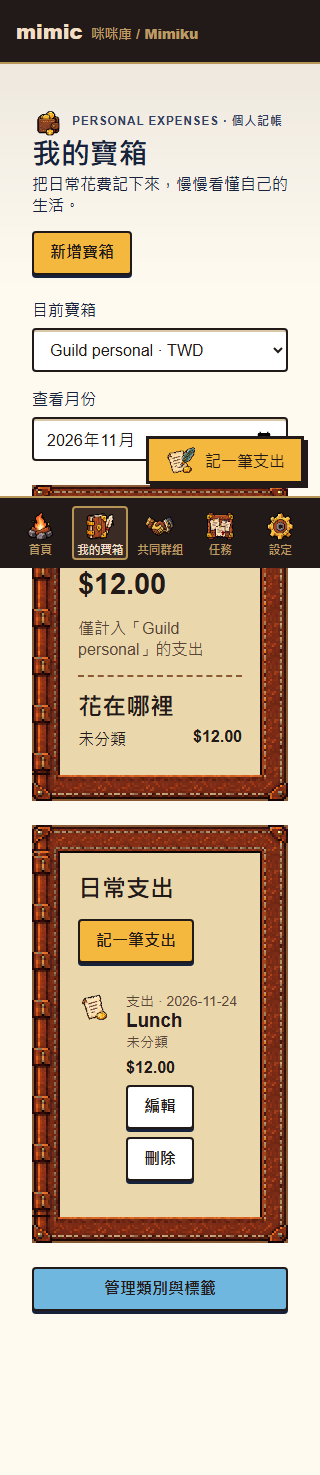 mimic 咪咪庫 / Mimiku
PERSONAL EXPENSES · 個人記帳
我的寶箱
把日常花費記下來，慢慢看懂自己的
生活。
新增寶箱
目前寶箱
Guild personal · TWD
查看月份
2026年11月
記一筆支出
首頁
我的寶箱
共同群組
任務
設定
$12.00
僅計入「Guild
personal」的支出
花在哪裡
未分類 $12.00
日常支出
記一筆支出
支出 · 2026-11-24
Lunch
未分類
$12.00
編輯
刪除
管理類別與標籤